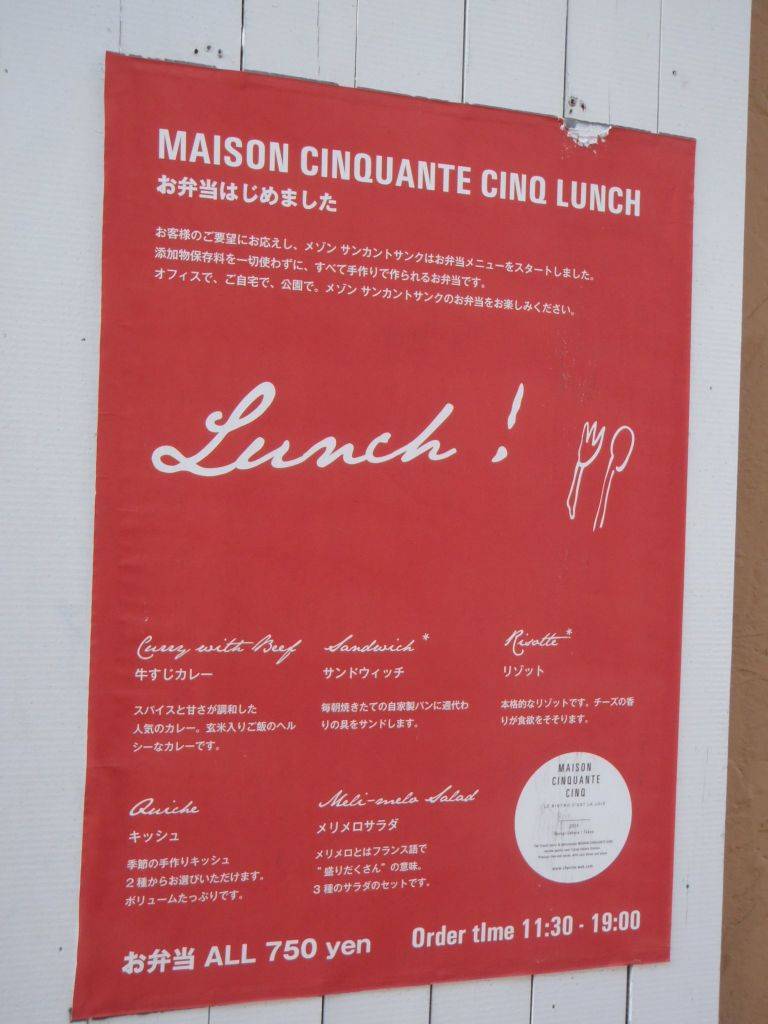 MAISON CINQUANTE CINQ LUNCH
お弁当はじめました
お客様のご要望にお応えし、メゾン サンカントサンクはお弁当メニューをスタートしました。
添加物保存料を一切使わずに、すべて手作りで作られるお弁当です。
オフィスで、ご自宅で、公園で。メゾン サンカントサンクのお弁当をお楽しみください。
Lunch !
Curry with Beef
牛すじカレー
スパイスと甘さが調和した
人気のカレー。玄米入りご飯のヘル
シーなカレーです。
Sandwich*
サンドウィッチ
毎朝焼きたての自家製パンに週代わ
りの具をサンドします。
Risotte*
リゾット
本格的なリゾットです。チーズの香
りが食欲をそそります。
Quiche
キッシュ
季節の手作りキッシュ
2種からお選びいただけます。
ボリュームたっぷりです。
Meli-melo Salad
メリメロサラダ
メリメロとはフランス語で
"盛りだくさん"の意味。
3種のサラダのセットです。
MAISON
CINQUANTE
CINQ
LE BISTRO C'EST LA JOIE
お弁当 ALL 750 yen
Order tIme 11:30 - 19:00